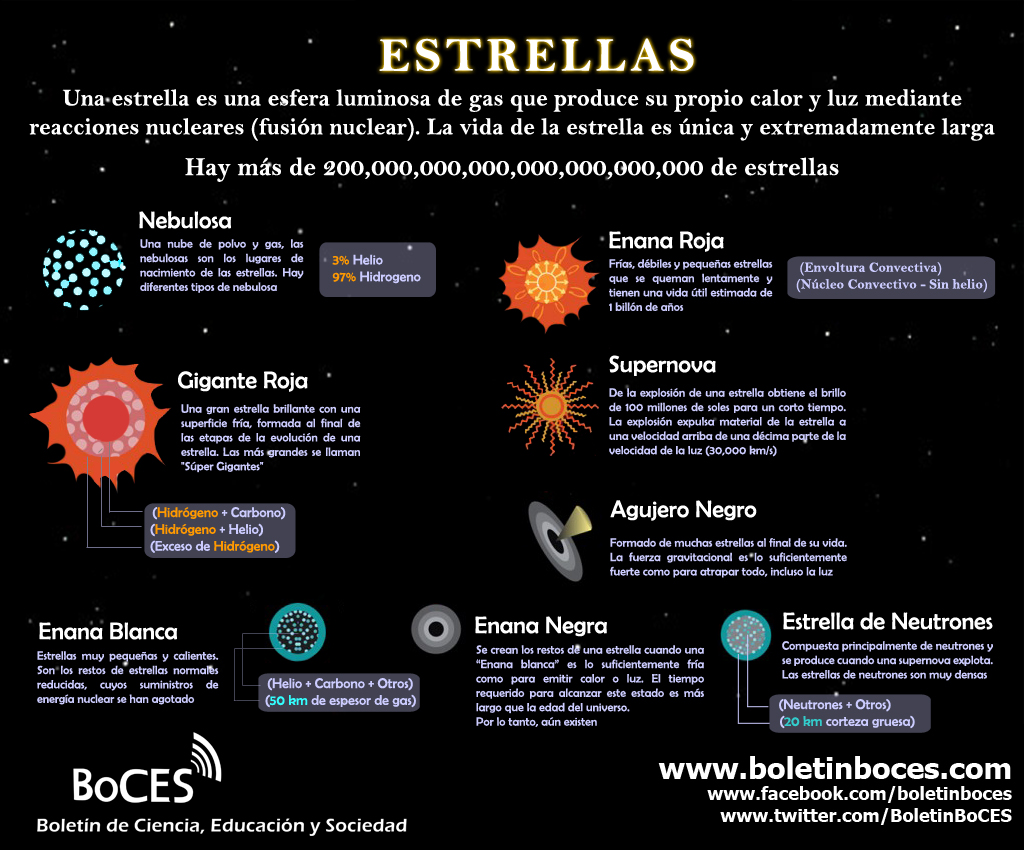 ESTRELLAS
Una estrella es una esfera luminosa de gas que produce su propio calor y luz mediante
reacciones nucleares (fusión nuclear). La vida de la estrella es única y extremadamente larga
Hay más de 200,000,000,000,000,000,000,000 de estrellas
Nebulosa
Una nube de polvo y gas, las
nebulosas son los lugares de
nacimiento de las estrellas. Hay
diferentes tipos de nebulosa
3% Helio
97% Hidrogeno
Enana Roja
Frías, débiles y pequeñas estrellas
que se queman lentamente y
tienen una vida útil estimada de
1 billón de años
(Envoltura Convectiva)
(Núcleo Convectivo - Sin helio)
Gigante Roja
Una gran estrella brillante con una
superficie fría, formada al final de
las etapas de la evolución de una
estrella. Las más grandes se llaman
"Súper Gigantes"
(Hidrógeno + Carbono)
(Hidrógeno + Helio)
(Exceso de Hidrógeno)
Supernova
De la explosión de una estrella obtiene el brillo
de 100 millones de soles para un corto tiempo.
La explosión expulsa material de la estrella a
una velocidad arriba de una décima parte de la
velocidad de la luz (30,000 km/s)
Agujero Negro
Formado de muchas estrellas al final de su vida.
La fuerza gravitacional es lo suficientemente
fuerte como para atrapar todo, incluso la luz
Enana Blanca
Estrellas muy pequeñas y calientes.
Son los restos de estrellas normales
reducidas, cuyos suministros de
energía nuclear se han agotado
(Helio + Carbono + Otros)
(50 km de espesor de gas)
Enana Negra
Se crean los restos de una estrella cuando una
“Enana blanca” es lo suficientemente fría
como para emitir calor o luz. El tiempo
requerido para alcanzar este estado es más
largo que la edad del universo.
Por lo tanto, aún existen
Estrella de Neutrones
Compuesta principalmente de neutrones y
se produce cuando una supernova explota.
Las estrellas de neutrones son muy densas
(Neutrones + Otros)
(20 km corteza gruesa)
BoCES
Boletín de Ciencia, Educación y Sociedad
www.boletinboces.com
www.facebook.com/boletinboces
www.twitter.com/BoletinBoCES